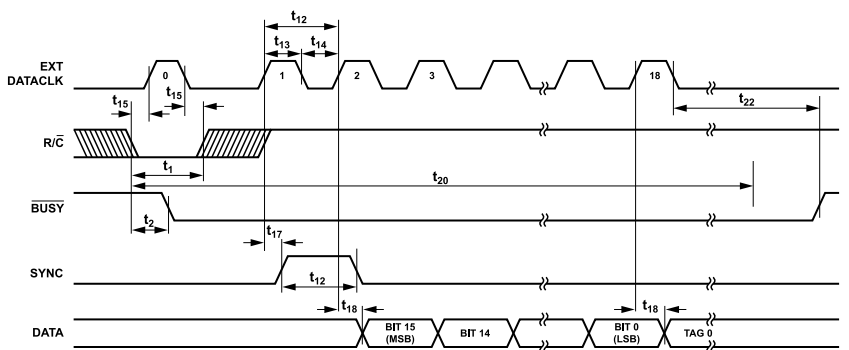 t12
t13 t14
EXT
DATACLK
0 1 2 3 18
t15
t15
t22
R/C̅
t1
t20
B̅U̅S̅Y̅
t2
t17
SYNC
t12
t18
t18
DATA
BIT 15
(MSB)
BIT 14
BIT 0
(LSB)
TAG 0